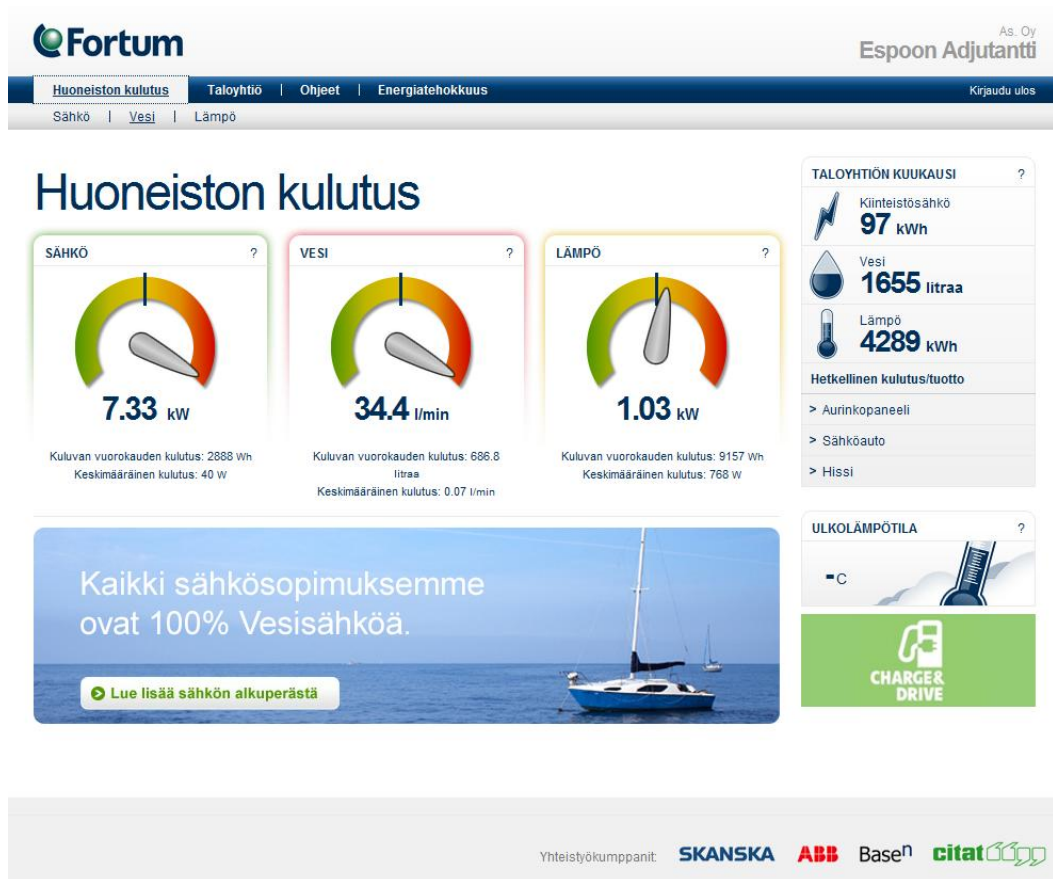 Fortum
As. Oy
Espoon Adjutantti
Huoneiston kulutus Taloyhtiö | Ohjeet | Energiatehokkuus Kirjaudu ulos
Sähkö | Vesi | Lämpö
Huoneiston kulutus
SÄHKÖ ?
7.33 kW
Kuluvan vuorokauden kulutus: 2888 Wh
Keskimääräinen kulutus: 40 W
VESI ?
34.4 l/min
Kuluvan vuorokauden kulutus: 686.8
litraa
Keskimääräinen kulutus: 0.07 l/min
LÄMPÖ ?
1.03 kW
Kuluvan vuorokauden kulutus: 9157 Wh
Keskimääräinen kulutus: 768 W
TALOYHTIÖN KUUKAUSI ?
Kiinteistösähkö
97 kWh
Vesi
1655 litraa
Lämpö
4289 kWh
Hetkellinen kulutus/tuotto
> Aurinkopaneeli
> Sähköauto
> Hissi
ULKOLÄMPÖTILA ?
-C
CHARGE&
DRIVE
Kaikki sähkösopimuksemme
ovat 100% Vesisähköä.
Lue lisää sähkön alkuperästä
Yhteistyökumppanit: SKANSKA ABB Basen citat